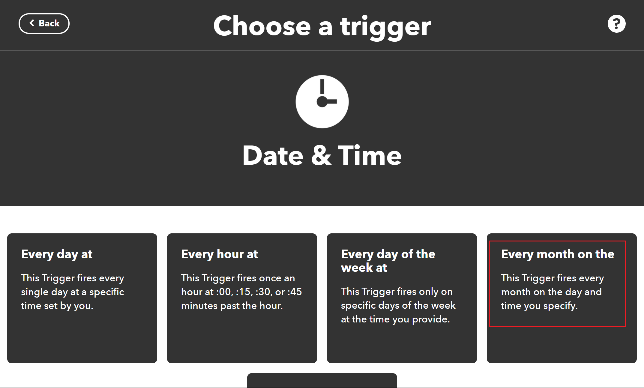 Back
Choose a trigger
?
Date & Time
Every day at
This Trigger fires every
single day at a specific
time set by you.
Every hour at
This Trigger fires once an
hour at :00, :15, :30, or :45
minutes past the hour.
Every day of the
week at
This Trigger fires only on
specific days of the week
at the time you provide.
Every month on the
This Trigger fires every
month on the day and
time you specify.